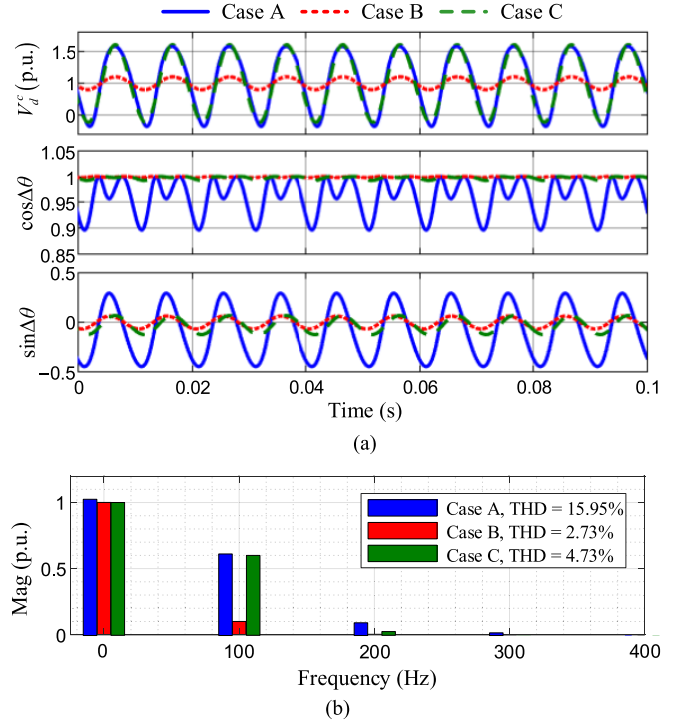 Case A Case B Case C
V_d^c (p.u.)
1.5
1
0
cosΔθ
1.05
1
0.95
0.9
0.85
sinΔθ
0.5
0
−0.5
0 0.02 0.04 0.06 0.08 0.1
Time (s)
(a)
Mag (p.u.)
1
0.5
0
Case A, THD = 15.95%
Case B, THD = 2.73%
Case C, THD = 4.73%
0 100 200 300 400
Frequency (Hz)
(b)